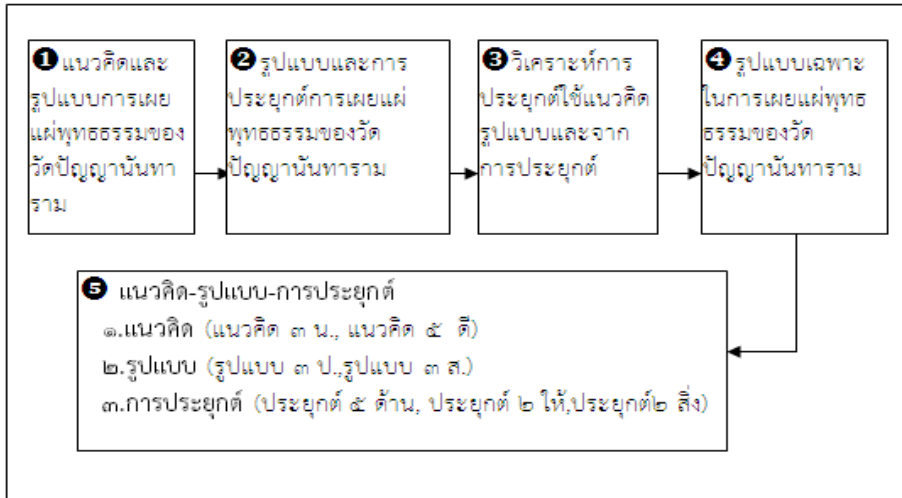 ❶แนวคิดและ
รูปแบบการเผย
แผ่พุทธธรรมของ
วัดปัญญานันทา
ราม
❷รูปแบบและการ
ประยุกต์การเผยแผ่
พุทธธรรมของวัด
ปัญญานันทาราม
❸วิเคราะห์การ
ประยุกต์ใช้แนวคิด
รูปแบบและจาก
การประยุกต์
❹รูปแบบเฉพาะ
ในการเผยแผ่พุทธ
ธรรมของวัด
ปัญญานันทาราม
❺ แนวคิด-รูปแบบ-การประยุกต์
๑.แนวคิด (แนวคิด ๓ น., แนวคิด ๕ ดี)
๒.รูปแบบ (รูปแบบ ๓ ป.,รูปแบบ ๓ ส.)
๓.การประยุกต์ (ประยุกต์ ๕ ด้าน, ประยุกต์ ๒ ให้,ประยุกต์๒ สิ่ง)